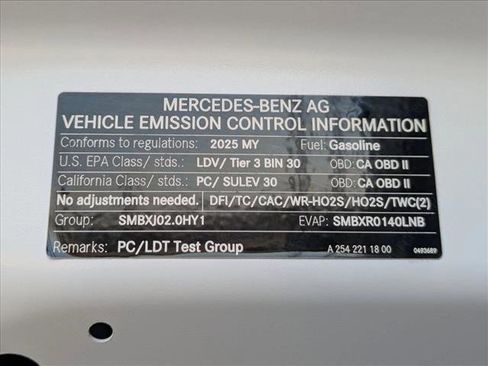 MERCEDES-BENZ AG
VEHICLE EMISSION CONTROL INFORMATION
Conforms to regulations: 2025 MY Fuel: Gasoline
U.S. EPA Class/ stds.: LDV/ Tier 3 BIN 30 OBD: CA OBD II
California Class/ stds.: PC/ SULEV 30 OBD: CA OBD II
No adjustments needed. DFI/TC/CAC/WR-HO2S/HO2S/TWC(2)
Group: SMBXJ02.0HY1 EVAP: SMBXR0140LNB
Remarks: PC/LDT Test Group A 254 221 18 00 0493689